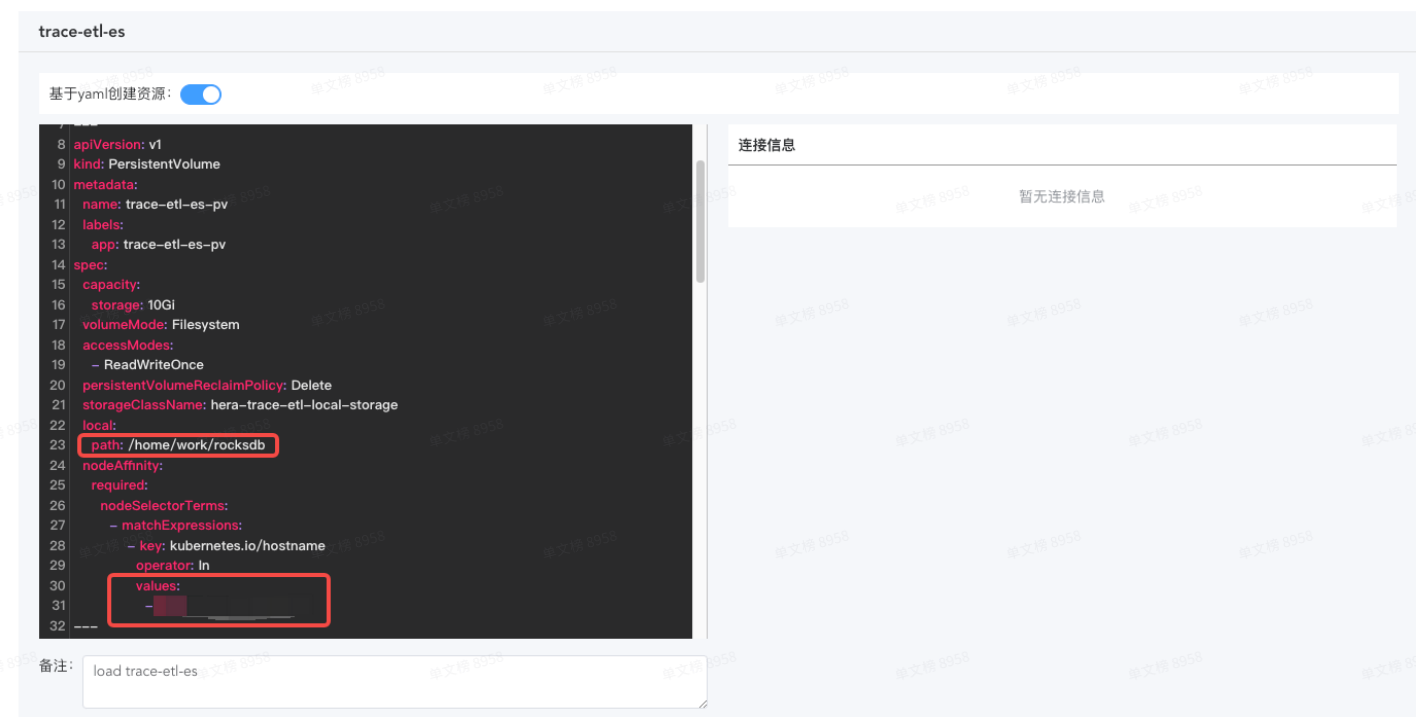 trace-etl-es
基于yaml创建资源：
7 ---
8 apiVersion: v1
9 kind: PersistentVolume
10 metadata:
11 name: trace-etl-es-pv
12 labels:
13 app: trace-etl-es-pv
14 spec:
15 capacity:
16 storage: 10Gi
17 volumeMode: Filesystem
18 accessModes:
19 - ReadWriteOnce
20 persistentVolumeReclaimPolicy: Delete
21 storageClassName: hera-trace-etl-local-storage
22 local:
23 path: /home/work/rocksdb
24 nodeAffinity:
25 required:
26 nodeSelectorTerms:
27 - matchExpressions:
28 - key: kubernetes.io/hostname
29 operator: In
30 values:
31 -
32 ---
连接信息
暂无连接信息
备注：
load trace-etl-es
单文榜 8958